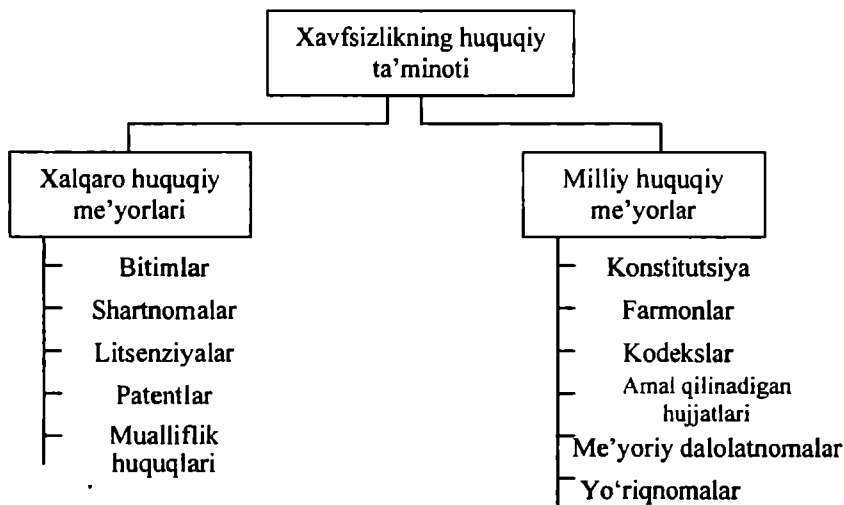 Xavfsizlikning huquqiy
ta’minoti
Xalqaro huquqiy
me’yorlari
Bitimlar
Shartnomalar
Litsenziyalar
Patentlar
Mualliflik
huquqlari
Milliy huquqiy
me’yorlar
Konstitutsiya
Farmonlar
Kodekslar
Amal qilinadigan
hujjatlari
Me’yoriy dalolatnomalar
Yo‘riqnomalar